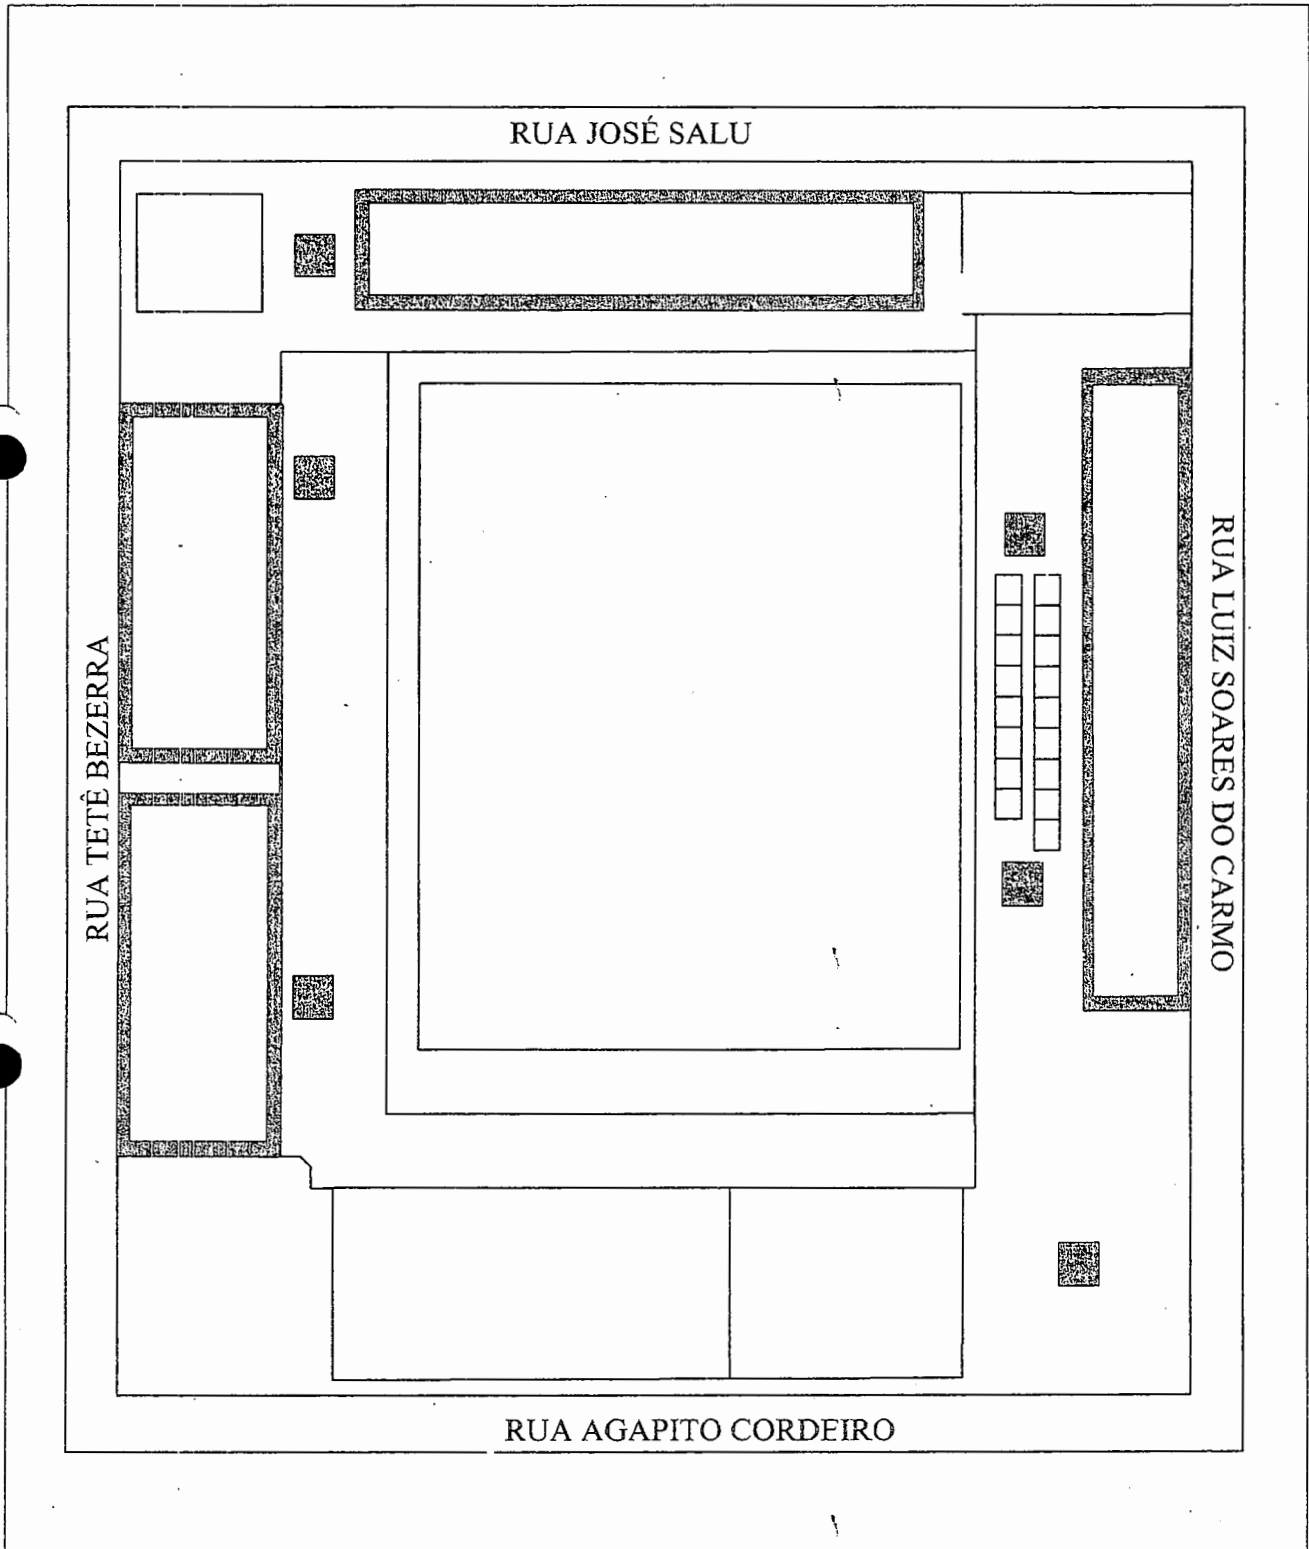 RUA JOSÉ SALU
RUA TETÊ BEZERRA
RUA LUIZ SOARES DO CARMO
RUA AGAPITO CORDEIRO